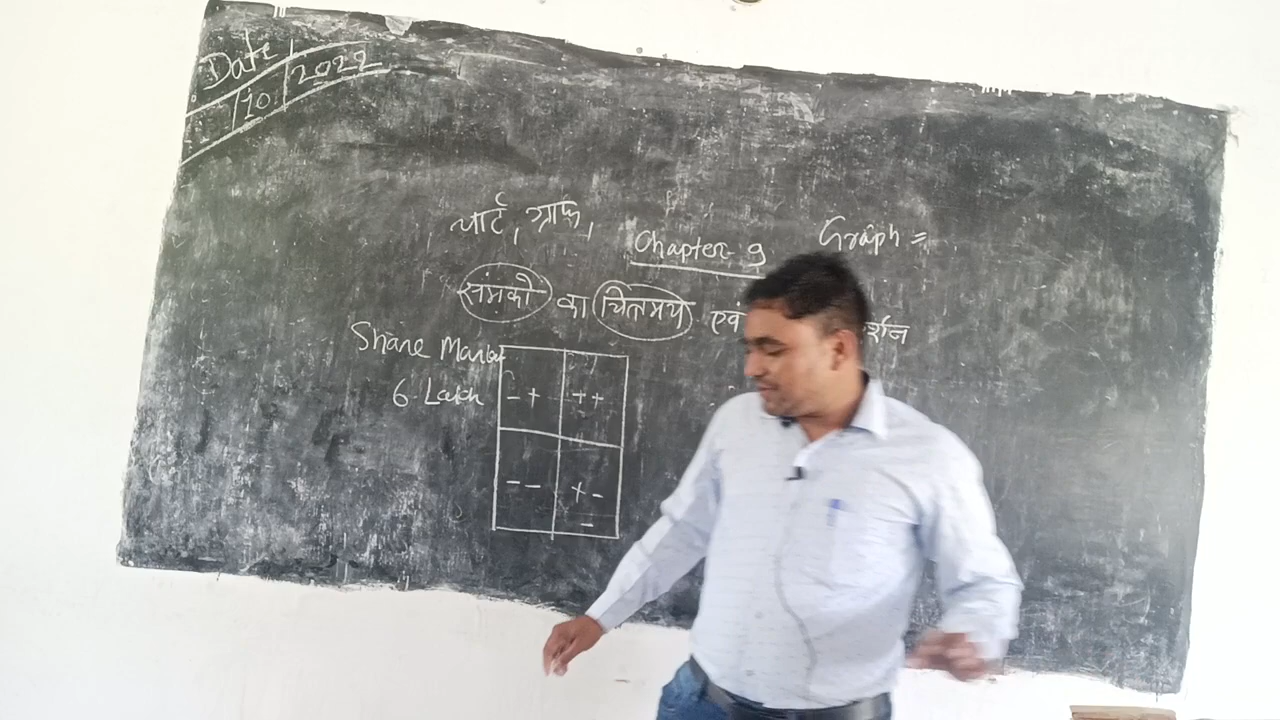 Date
10 2022
चार्ट, ग्राफ,
Chapter-9 Graph =
समंको का चित्रमय एवं
Share Market
6 Lakh
- + + +
- - + -
-